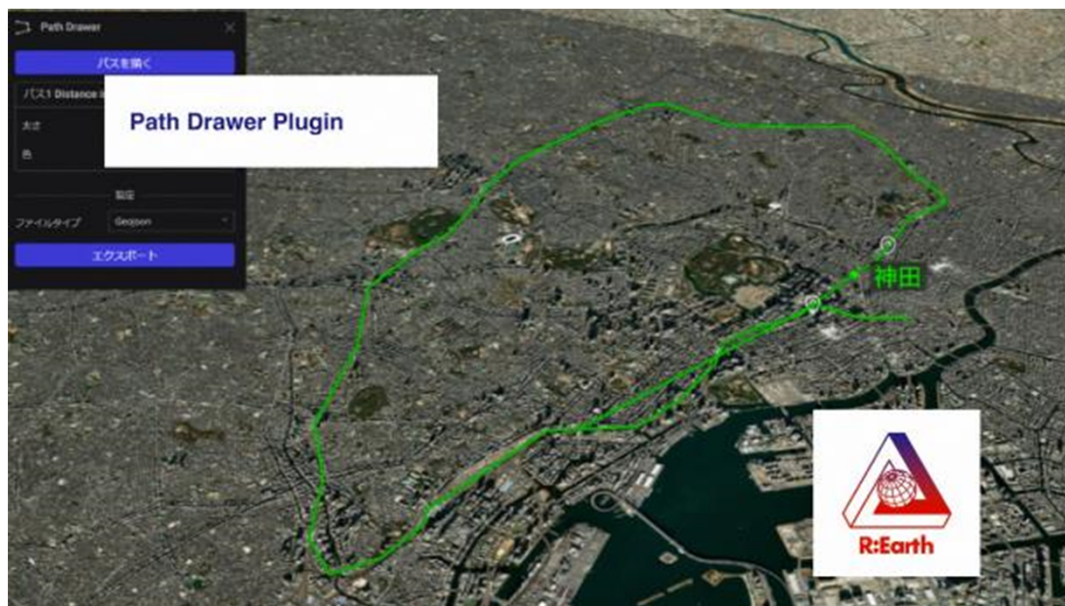 Path Drawer
パスを描く
パス1 Distance
Path Drawer Plugin
太さ
色
設定
ファイルタイプ
Geojson
エクスポート
神田
R:Earth